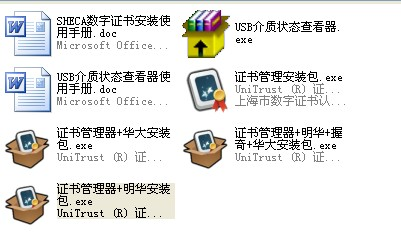 SHECA数字证书安装使
用手册.doc
Microsoft Office...
USB介质状态查看器.
exe
USB介质状态查看器使
用手册.doc
Microsoft Office...
证书管理安装包.exe
UniTrust (R) 证...
上海市数字证书认...
证书管理器+华大安装
包.exe
UniTrust (R) 证...
证书管理器+明华+握
奇+华大安装包.exe
UniTrust (R) 证...
证书管理器+明华安装
包.exe
UniTrust (R) 证...